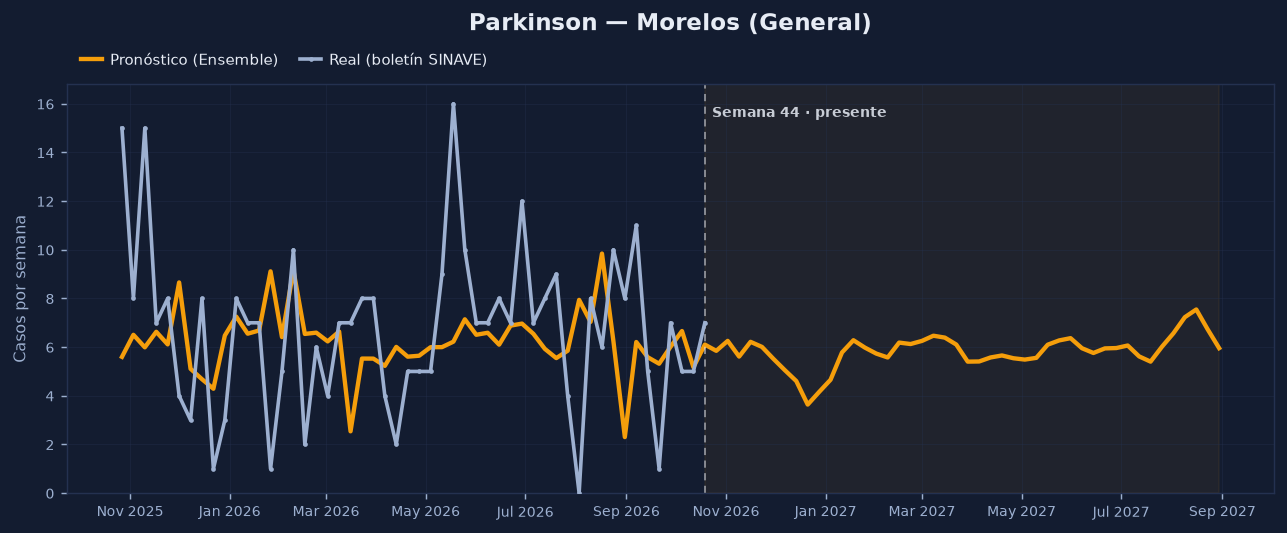 Parkinson — Morelos (General)
Pronóstico (Ensemble) Real (boletín SINAVE)
Semana 44 · presente
Casos por semana
16
14
12
10
8
6
4
2
0
Nov 2025 Jan 2026 Mar 2026 May 2026 Jul 2026 Sep 2026 Nov 2026 Jan 2027 Mar 2027 May 2027 Jul 2027 Sep 2027